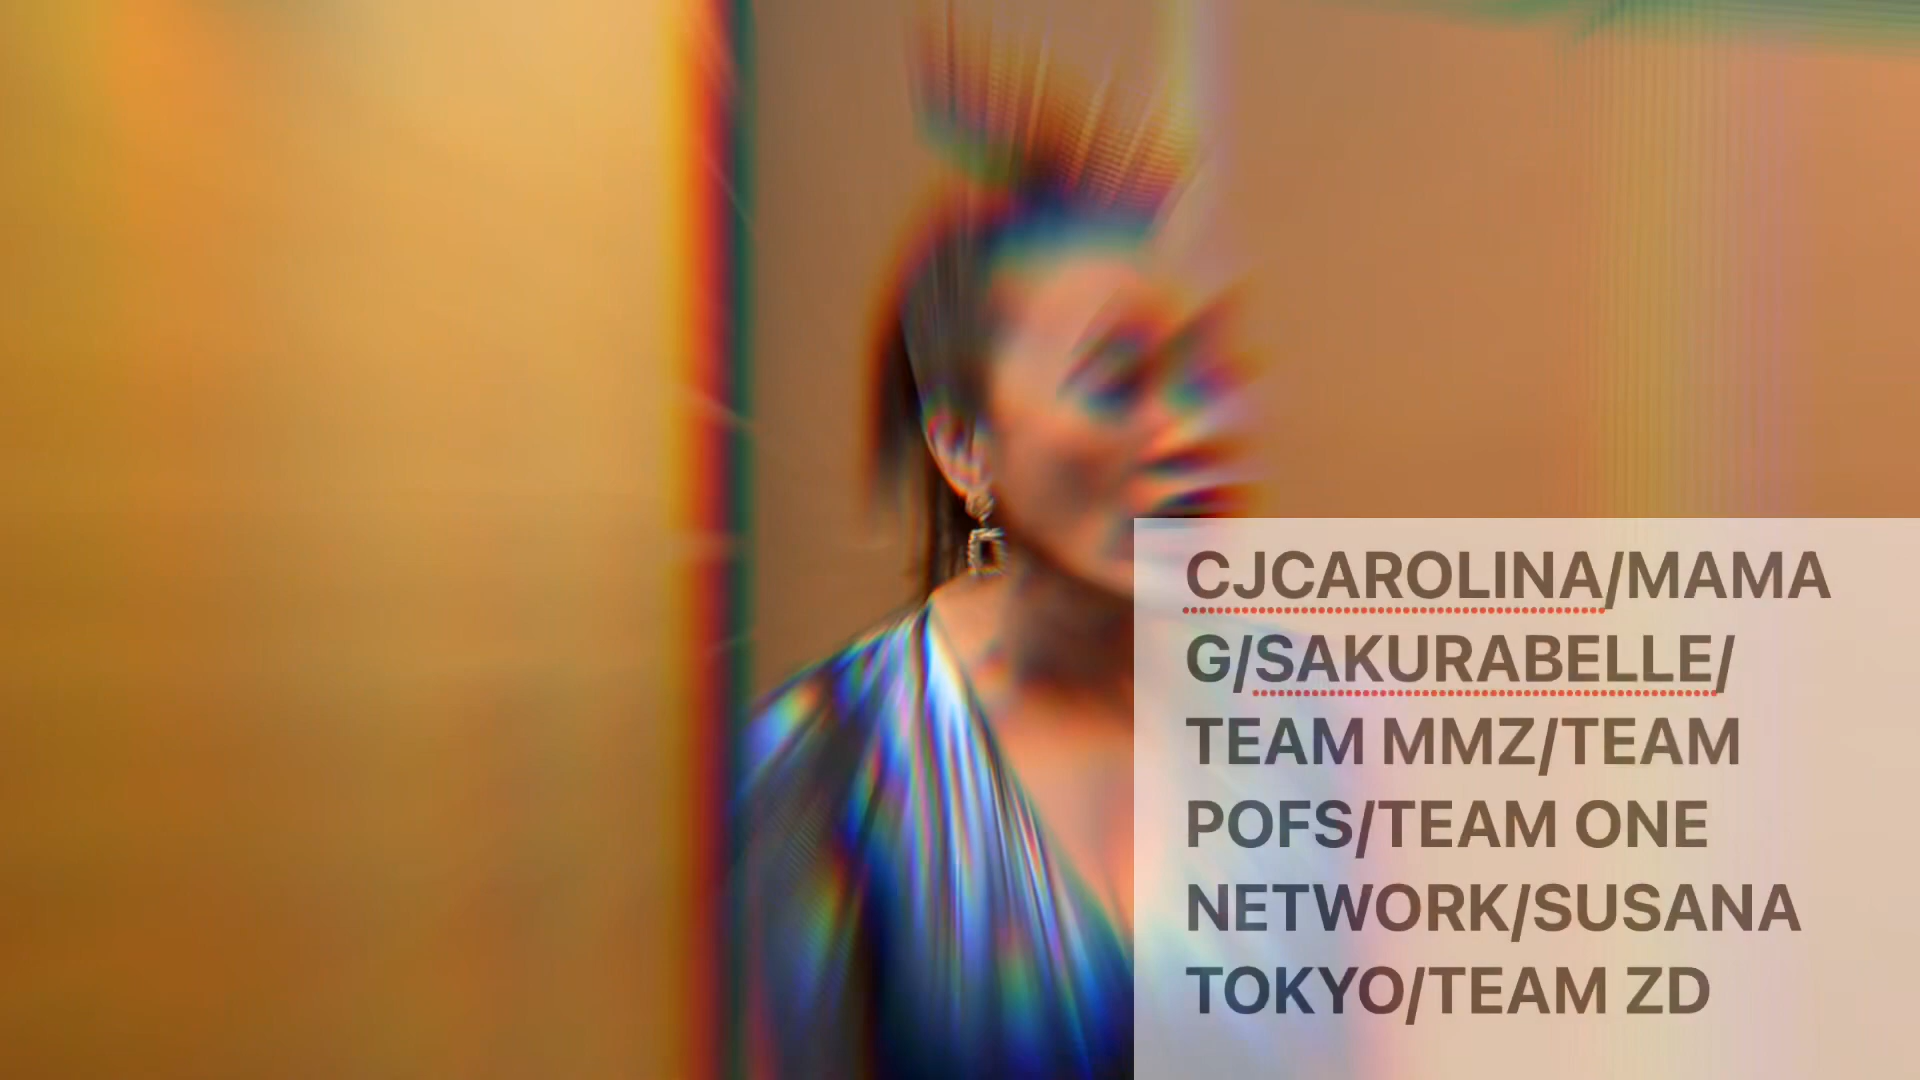 CJCAROLINA/MAMA
G/SAKURABELLE/
TEAM MMZ/TEAM
POFS/TEAM ONE
NETWORK/SUSANA
TOKYO/TEAM ZD